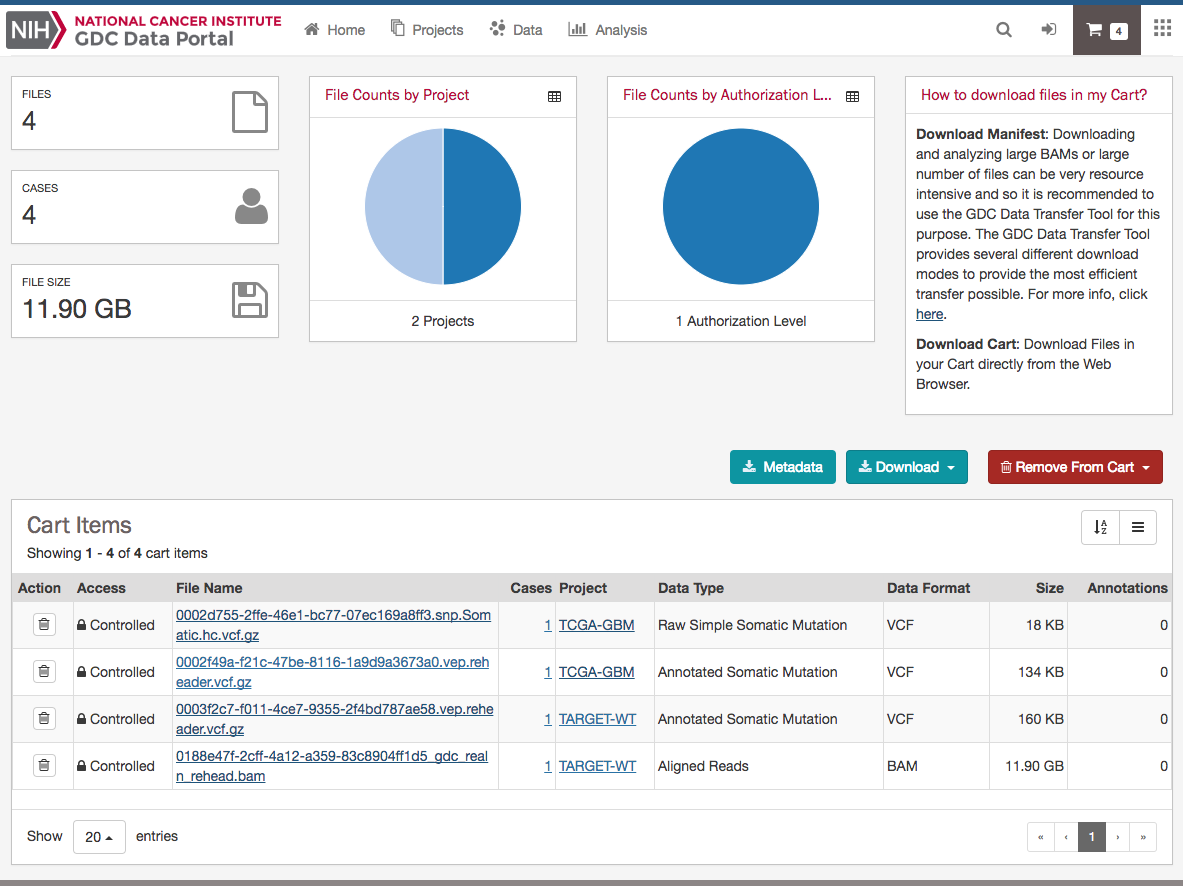 NIH NATIONAL CANCER INSTITUTE
GDC Data Portal
Home Projects Data Analysis 4
FILES
4
CASES
4
FILE SIZE
11.90 GB
File Counts by Project
2 Projects
File Counts by Authorization L...
1 Authorization Level
How to download files in my Cart?
Download Manifest: Downloading
and analyzing large BAMs or large
number of files can be very resource
intensive and so it is recommended to
use the GDC Data Transfer Tool for this
purpose. The GDC Data Transfer Tool
provides several different download
modes to provide the most efficient
transfer possible. For more info, click
here.
Download Cart: Download Files in
your Cart directly from the Web
Browser.
Metadata Download Remove From Cart
Cart Items
Showing 1 - 4 of 4 cart items
Action Access File Name Cases Project Data Type Data Format Size Annotations
Controlled 0002d755-2ffe-46e1-bc77-07ec169a8ff3.snp.Som 1 TCGA-GBM Raw Simple Somatic Mutation VCF 18 KB 0
atic.hc.vcf.gz
Controlled 0002f49a-f21c-47be-8116-1a9d9a3673a0.vep.reh 1 TCGA-GBM Annotated Somatic Mutation VCF 134 KB 0
eader.vcf.gz
Controlled 0003f2c7-f011-4ce7-9355-2f4bd787ae58.vep.rehe 1 TARGET-WT Annotated Somatic Mutation VCF 160 KB 0
ader.vcf.gz
Controlled 0188e47f-2cff-4a12-a359-83c8904ff1d5_gdc_real 1 TARGET-WT Aligned Reads BAM 11.90 GB 0
n_rehead.bam
Show 20 entries « ‹ 1 › »